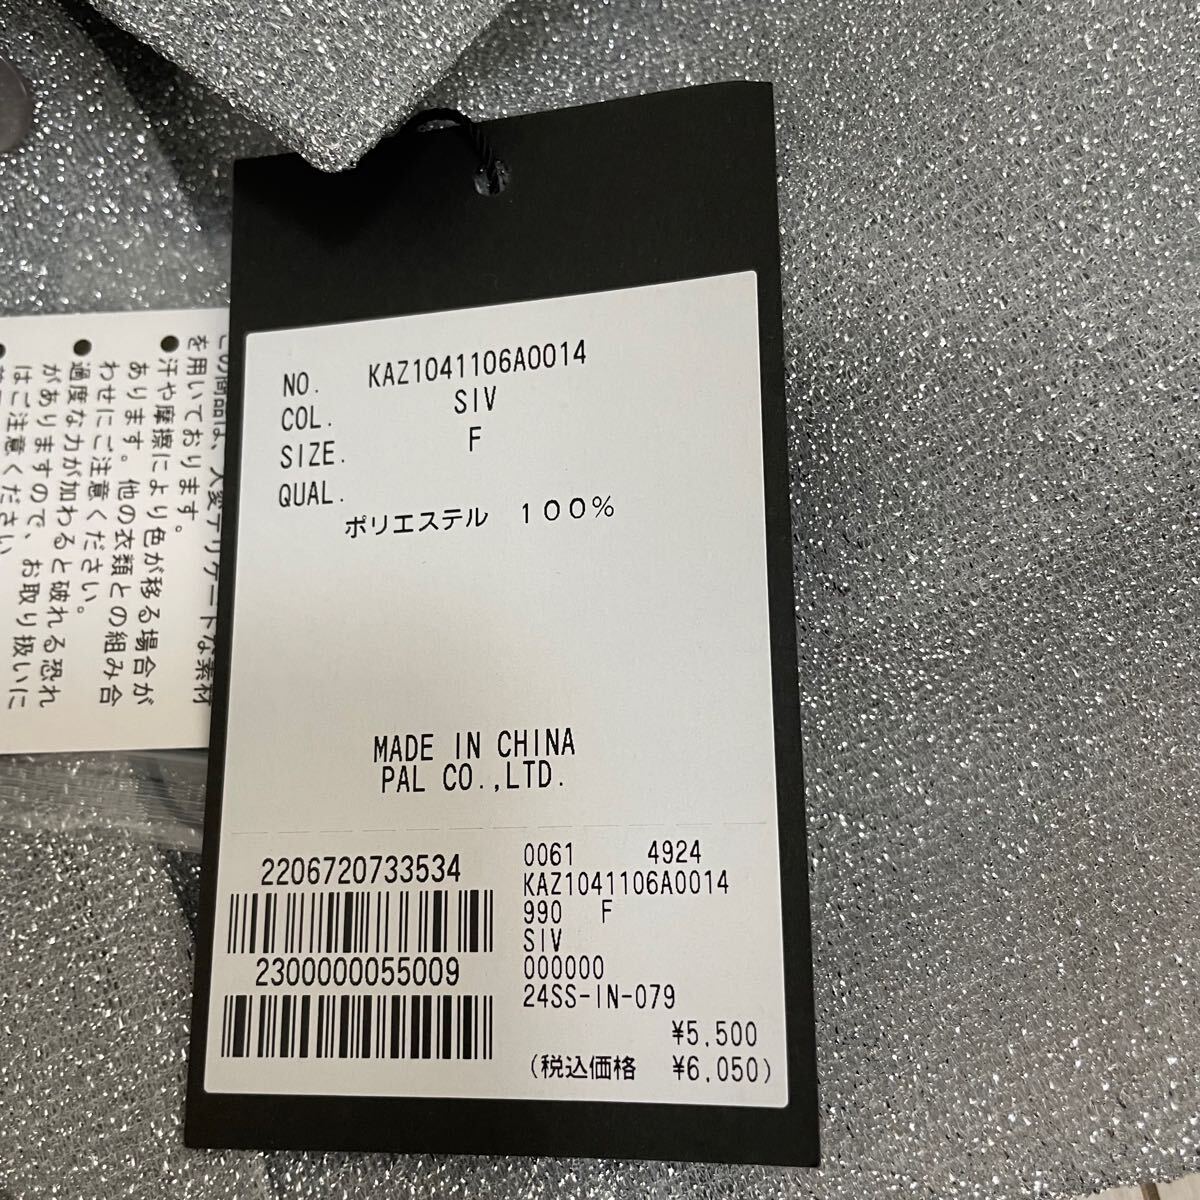 NO. KAZ1041106A0014
COL. SIV
SIZE. F
QUAL.
ポリエステル １００％
MADE IN CHINA
PAL CO.,LTD.
2206720733534
2300000055009
0061 4924
KAZ1041106A0014
990 F
SIV
000000
24SS-IN-079
¥5,500
(税込価格 ¥6,050)
この商品は、大変デリケートな素材
を用いております。
●汗や摩擦により色が移る場合が
あります。他の衣類との組み合
わせにご注意ください。
●過度な力が加わると破れる恐れ
がありますので、お取り扱いに
はご注意ください